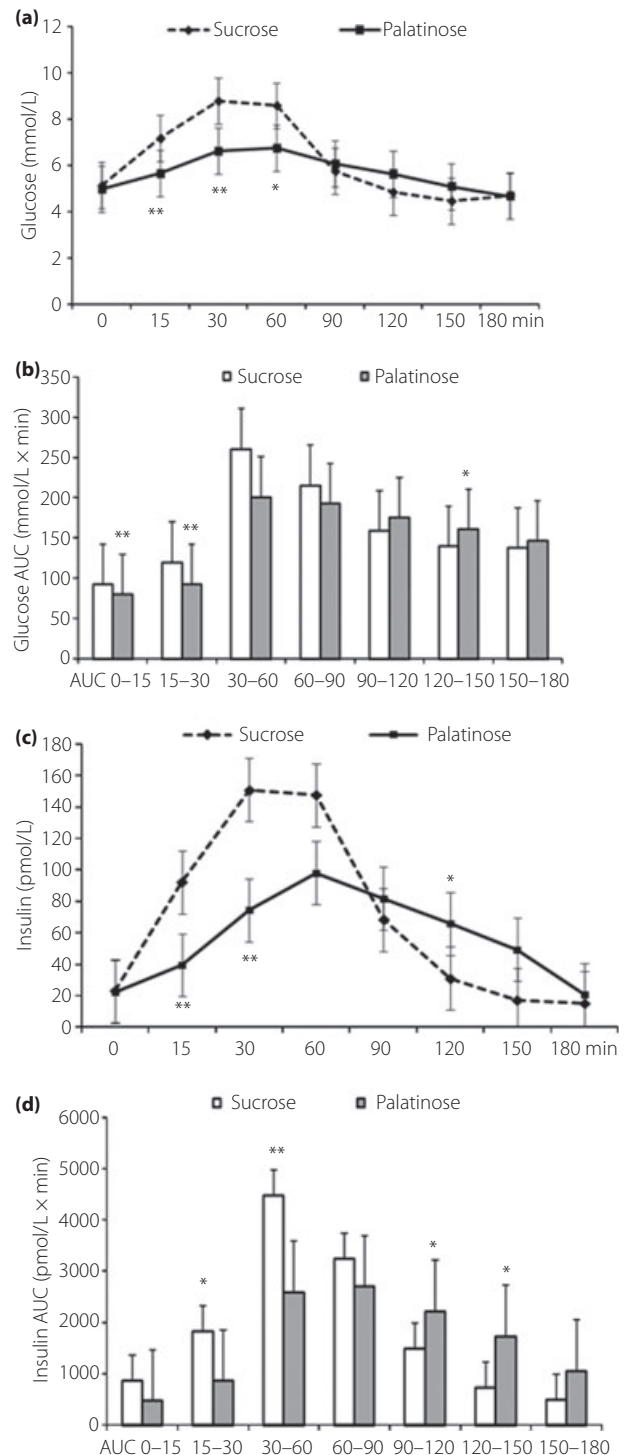 (a)
Sucrose Palatinose
Glucose (mmol/L)
12
10
8
6
4
2
0
** ** *
0 15 30 60 90 120 150 180 min
(b)
Sucrose Palatinose
Glucose AUC (mmol/L × min)
350
300
250
200
150
100
50
0
** ** *
AUC 0–15 15–30 30–60 60–90 90–120 120–150 150–180
(c)
Sucrose Palatinose
Insulin (pmol/L)
180
160
140
120
100
80
60
40
20
0
** ** *
0 15 30 60 90 120 150 180 min
(d)
Sucrose Palatinose
Insulin AUC (pmol/L × min)
6000
5000
4000
3000
2000
1000
0
* ** * *
AUC 0–15 15–30 30–60 60–90 90–120 120–150 150–180